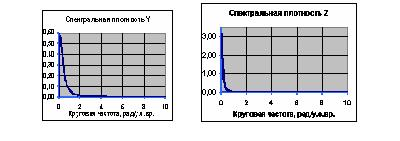 Спектральная плотность Y
0,60
0,50
0,40
0,30
0,20
0,10
0,00
0 2 4 6 8 10
Круговая частота, рад/у.е.вр.
Спектральная плотность Z
3,00
2,00
1,00
0,00
0 2 4 6 8 10
Круговая частота, рад/у.е.вр.